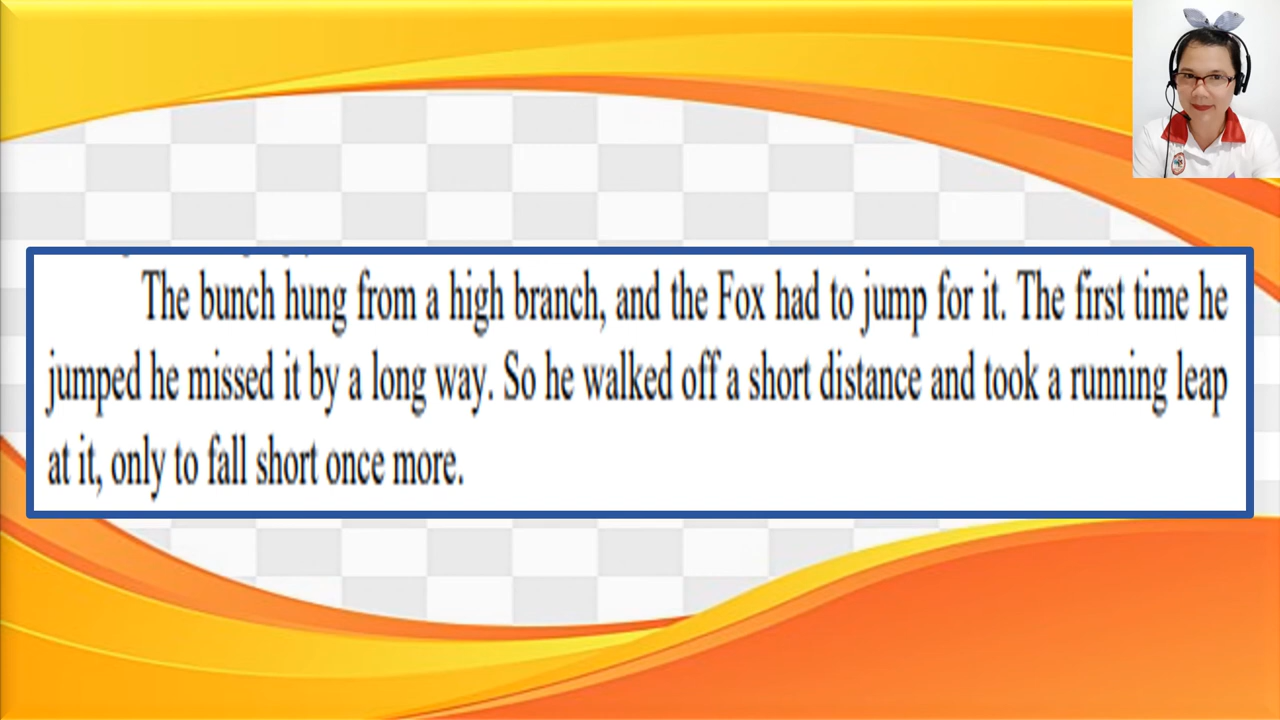 The bunch hung from a high branch, and the Fox had to jump for it. The first time he
jumped he missed it by a long way. So he walked off a short distance and took a running leap
at it, only to fall short once more.